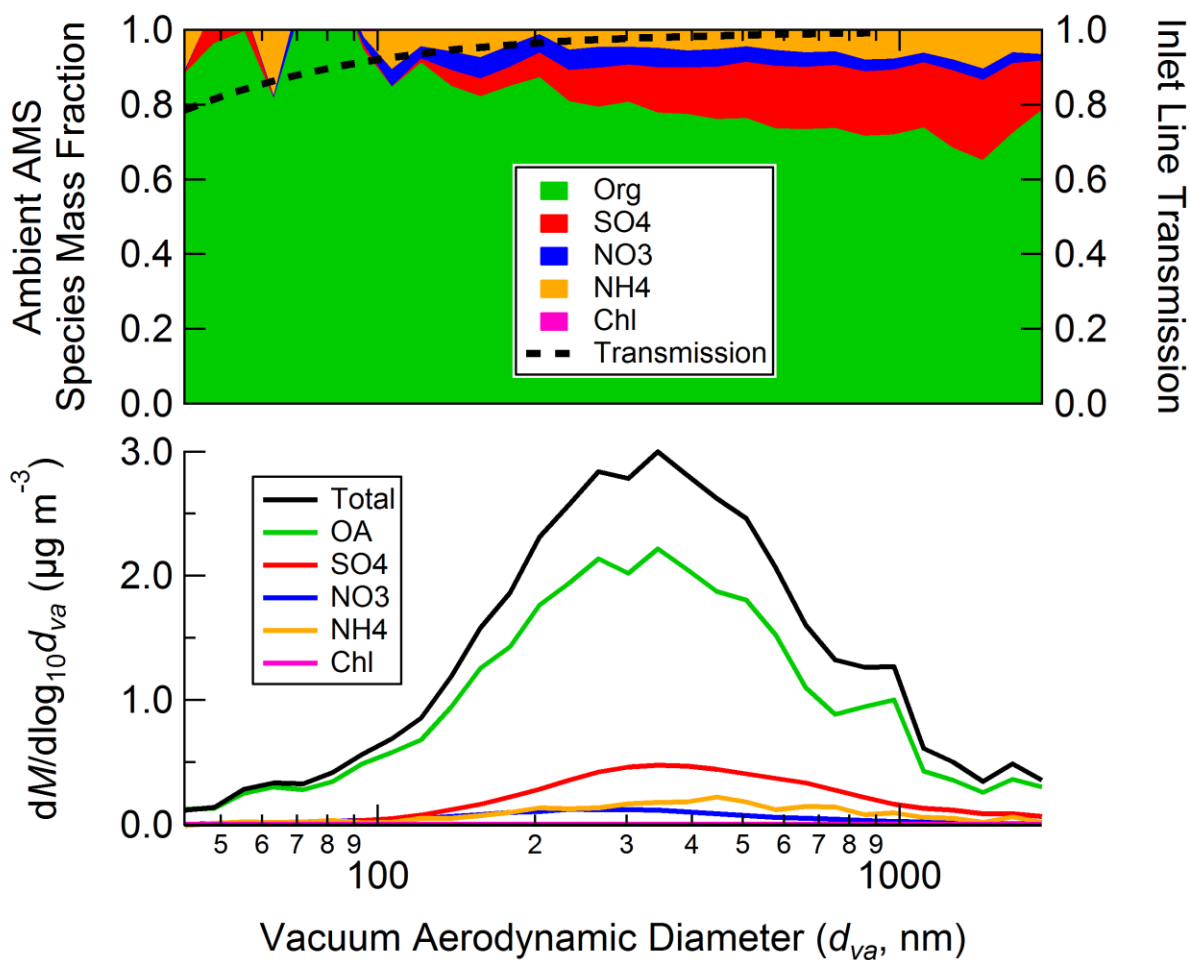 Ambient AMS
Species Mass Fraction
1.0
0.8
0.6
0.4
0.2
0.0
Org
SO4
NO3
NH4
Chl
Transmission
1.0
0.8
0.6
0.4
0.2
0.0
Inlet Line Transmission
dM/dlog₁₀dva (µg m⁻³)
3.0
2.0
1.0
0.0
Total
OA
SO4
NO3
NH4
Chl
5 6 7 8 9 2 3 4 5 6 7 8 9
100 1000
Vacuum Aerodynamic Diameter (dva, nm)